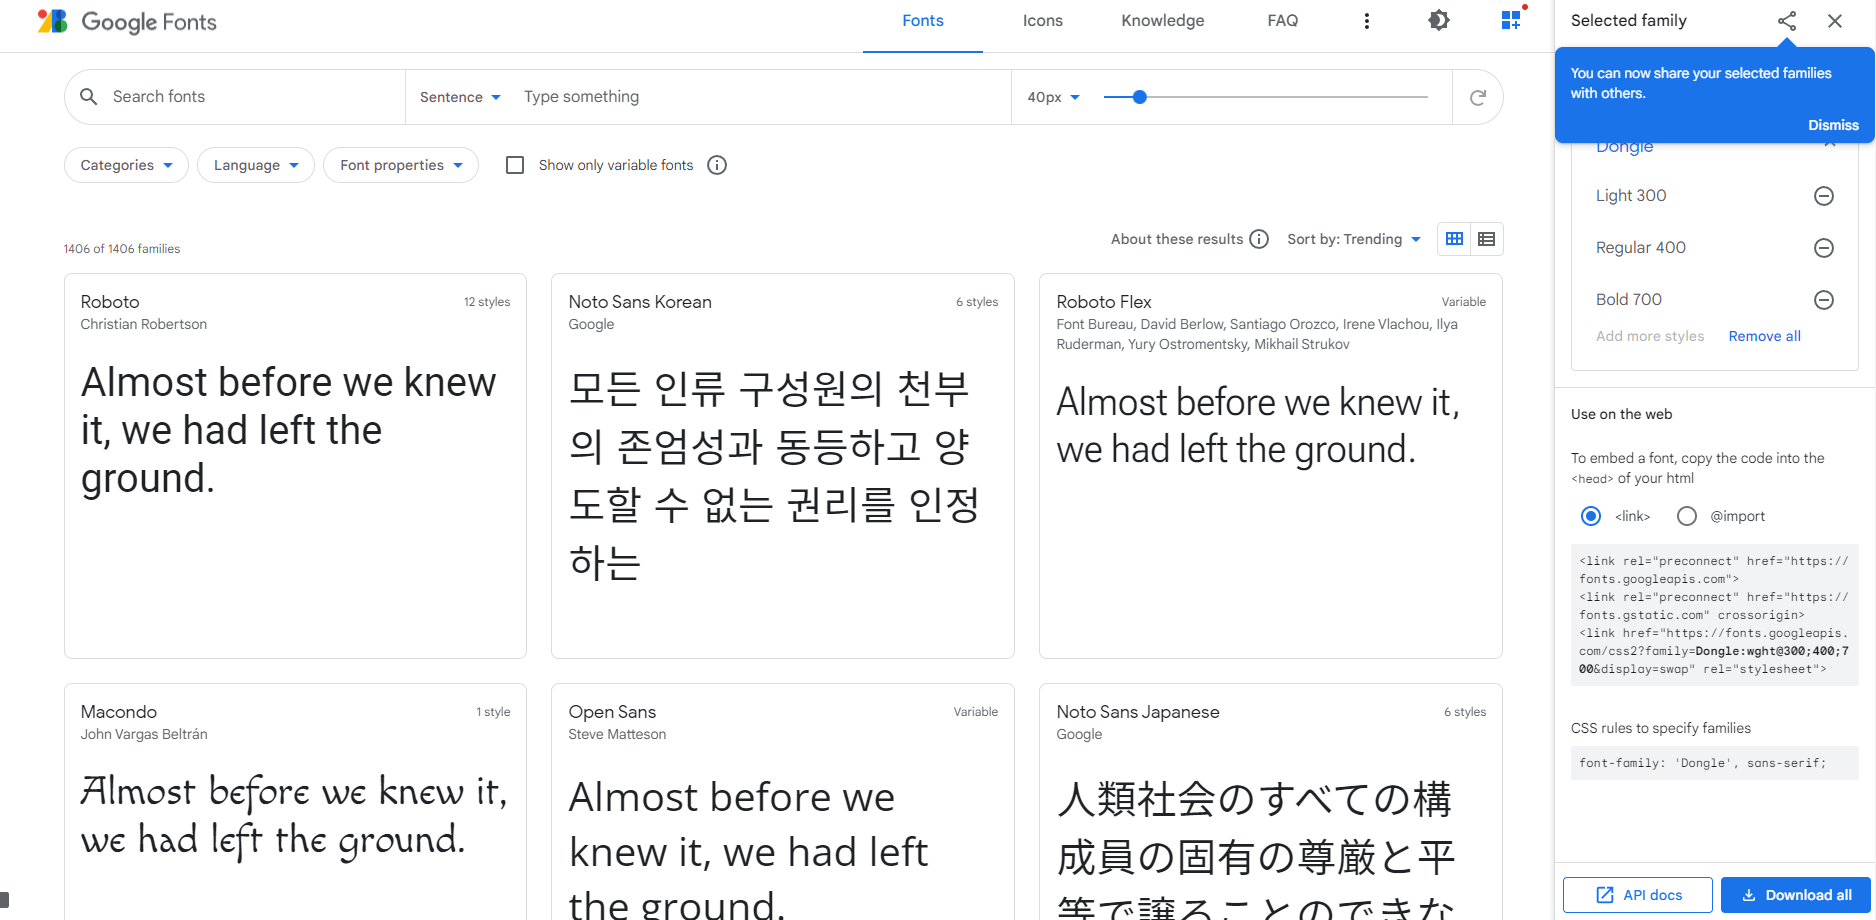 Google Fonts
Fonts
Icons
Knowledge
FAQ
Search fonts
Sentence
Type something
40px
Categories
Language
Font properties
Show only variable fonts
1406 of 1406 families
About these results
Sort by: Trending
Roboto
12 styles
Christian Robertson
Almost before we knew
it, we had left the
ground.
Noto Sans Korean
6 styles
Google
모든 인류 구성원의 천부
의 존엄성과 동등하고 양
도할 수 없는 권리를 인정
하는
Roboto Flex
Variable
Font Bureau, David Berlow, Santiago Orozco, Irene Vlachou, Ilya
Ruderman, Yury Ostromentsky, Mikhail Strukov
Almost before we knew it,
we had left the ground.
Macondo
1 style
John Vargas Beltrán
Almost before we knew it,
we had left the ground.
Open Sans
Variable
Steve Matteson
Almost before we
knew it, we had left
the ground.
Noto Sans Japanese
6 styles
Google
人類社会のすべての構
成員の固有の尊厳と平
等で譲ることのできな
Selected family
You can now share your selected families
with others.
Dismiss
Dongle
Light 300
Regular 400
Bold 700
Add more styles
Remove all
Use on the web
To embed a font, copy the code into the
<head> of your html
<link>
@import
<link rel="preconnect" href="https://
fonts.googleapis.com">
<link rel="preconnect" href="https://
fonts.gstatic.com" crossorigin>
<link href="https://fonts.googleapis.
com/css2?family=Dongle:wght@300;400;7
00&display=swap" rel="stylesheet">
CSS rules to specify families
font-family: 'Dongle', sans-serif;
API docs
Download all